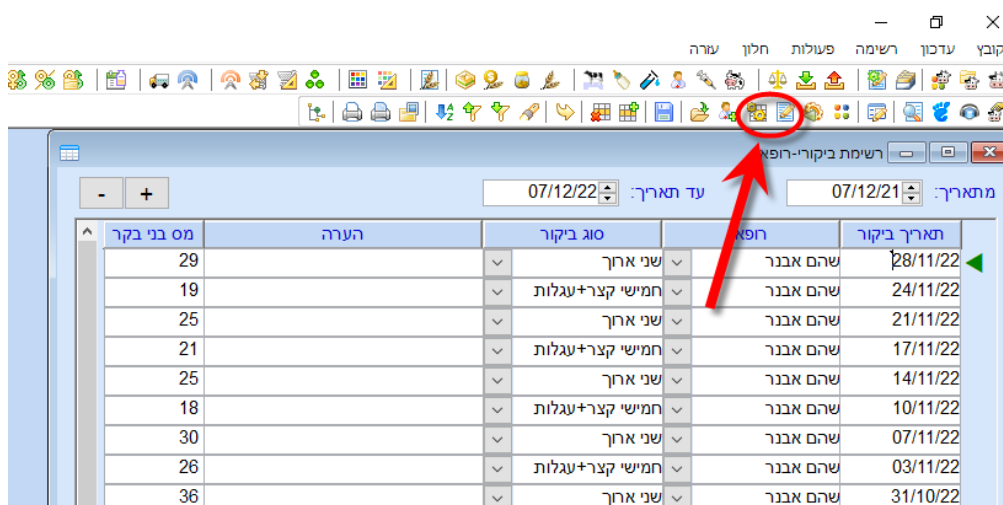 קובץ עדכון רשימה פעולות חלון עזרה
רשימת ביקורי-רופא
מתאריך: 07/12/21 עד תאריך: 07/12/22 + -
תאריך ביקור רופא סוג ביקור הערה מס בני בקר
28/11/22 שהם אבנר שני ארוך 29
24/11/22 שהם אבנר חמישי קצר+עגלות 19
21/11/22 שהם אבנר שני ארוך 25
17/11/22 שהם אבנר חמישי קצר+עגלות 21
14/11/22 שהם אבנר שני ארוך 25
10/11/22 שהם אבנר חמישי קצר+עגלות 18
07/11/22 שהם אבנר שני ארוך 30
03/11/22 שהם אבנר חמישי קצר+עגלות 26
31/10/22 שהם אבנר שני ארוך 36